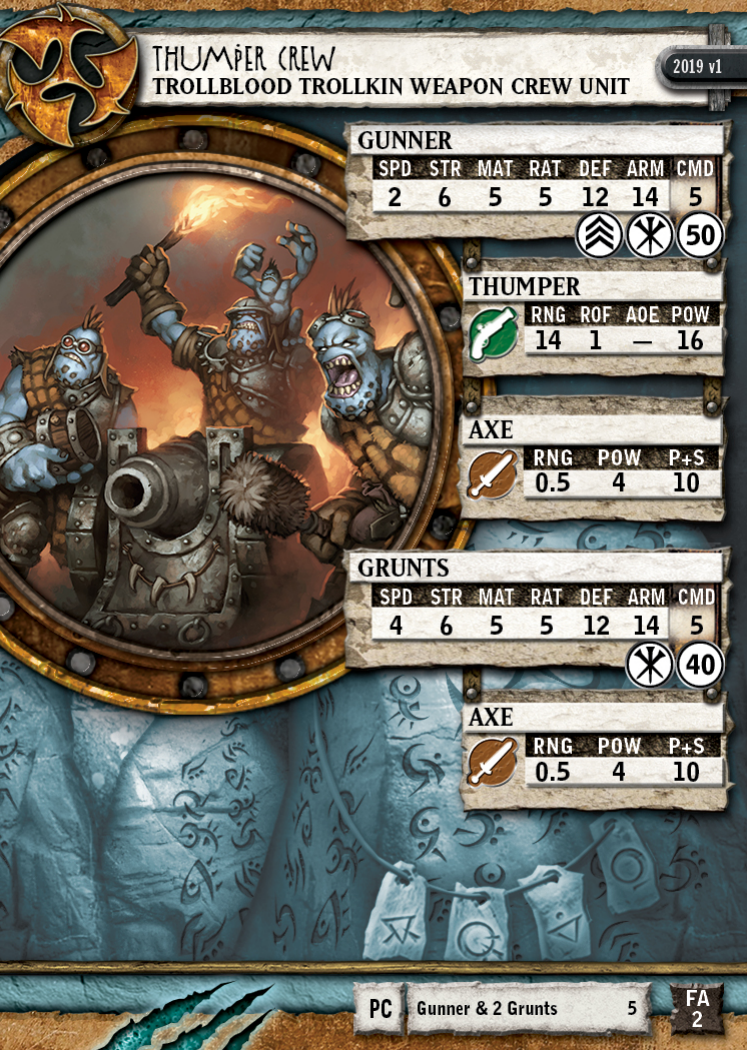 THUMPER CREW
TROLLBLOOD TROLLKIN WEAPON CREW UNIT
2019 v1
GUNNER
SPD STR MAT RAT DEF ARM CMD
2 6 5 5 12 14 5
50
THUMPER
RNG ROF AOE POW
14 1 — 16
AXE
RNG POW P+S
0.5 4 10
GRUNTS
SPD STR MAT RAT DEF ARM CMD
4 6 5 5 12 14 5
40
AXE
RNG POW P+S
0.5 4 10
PC Gunner & 2 Grunts 5
FA
2